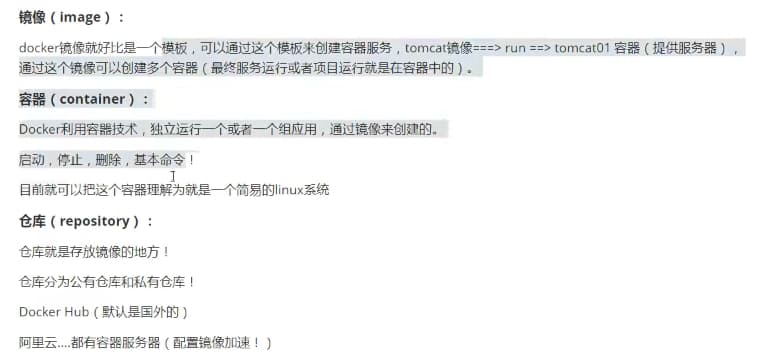 镜像（image）：
docker镜像就好比是一个模板，可以通过这个模板来创建容器服务，tomcat镜像===> run ==> tomcat01 容器（提供服务器），
通过这个镜像可以创建多个容器（最终服务运行或者项目运行就是在容器中的）。
容器（container）：
Docker利用容器技术，独立运行一个或者一个组应用，通过镜像来创建的。
启动，停止，删除，基本命令！
目前就可以把这个容器理解为就是一个简易的linux系统
仓库（repository）：
仓库就是存放镜像的地方！
仓库分为公有仓库和私有仓库！
Docker Hub（默认是国外的）
阿里云....都有容器服务器（配置镜像加速！）